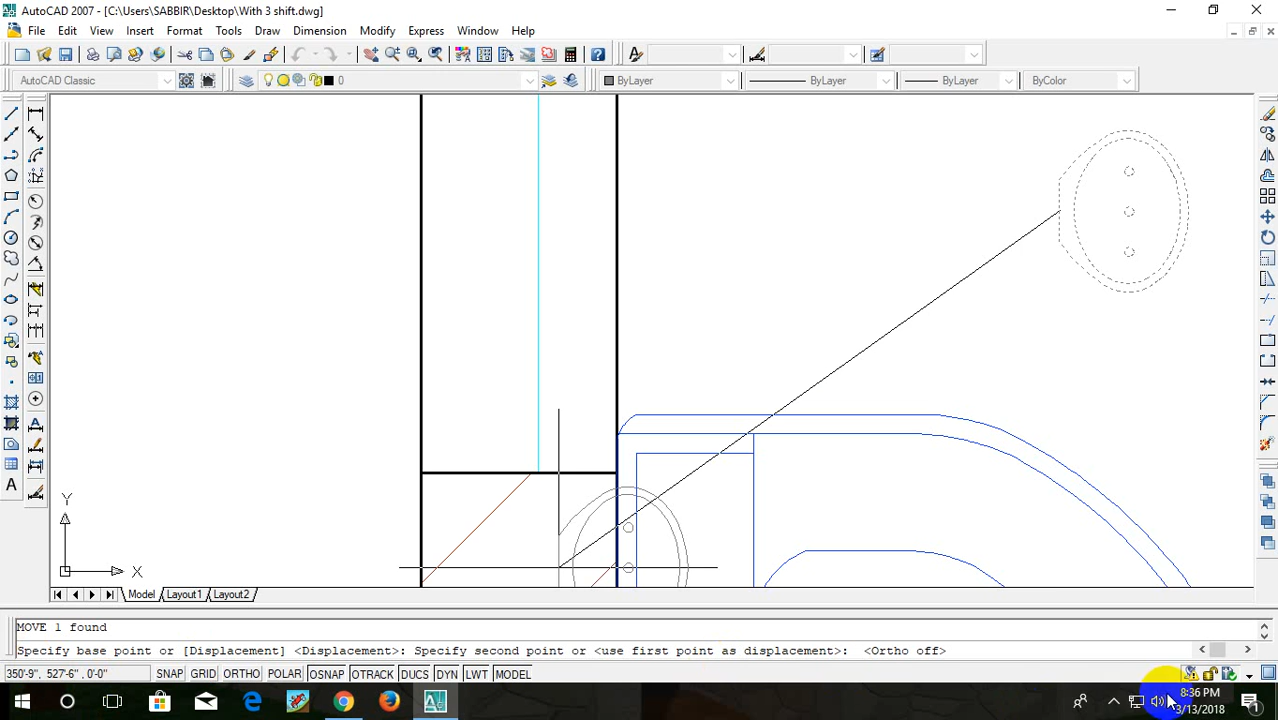 AutoCAD 2007 - [C:\Users\SABBIR\Desktop\With 3 shift.dwg]
File Edit View Insert Format Tools Draw Dimension Modify Express Window Help
AutoCAD Classic 0 ByLayer ByLayer ByLayer ByColor
A
Y
X
Model Layout1 Layout2
MOVE 1 found
Specify base point or [Displacement] <Displacement>: Specify second point or <use first point as displacement>:  <Ortho off>
350'-9", 527'-6" , 0'-0" SNAP GRID ORTHO POLAR OSNAP OTRACK DUCS DYN LWT MODEL
8:36 PM
3/13/2018